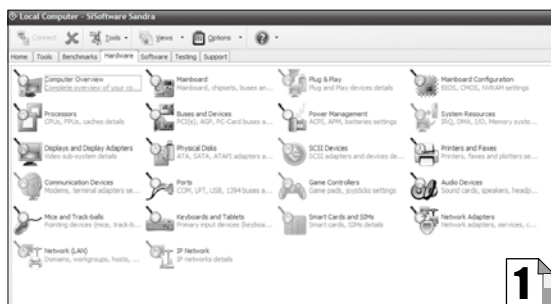 Local Computer - SiSoftware Sandra
Connect Tools Views Options
Home Tools Benchmarks Hardware Software Testing Support
Computer Overview
Complete overview of your co...
Mainboard
Mainboard, chipsets, buses an...
Plug & Play
Plug and Play devices details
Mainboard Configuration
BIOS, CMOS, NVRAM settings
Processors
CPUs, FPUs, caches details
Buses and Devices
PCI(e), AGP, PC-Card buses a...
Power Management
ACPI, APM, batteries settings
System Resources
IRQ, DMA, I/O, Memory syste...
Displays and Display Adapters
Video sub-system details
Physical Disks
ATA, SATA, ATAPI adapters a...
SCSI Devices
SCSI adapters and devices de...
Printers and Faxes
Printers, faxes and plotters se...
Communication Devices
Modems, terminal adapters se...
Ports
COM, LPT, USB, 1394 buses a...
Game Controllers
Game pads, joysticks settings
Audio Devices
Sound cards, speakers, headp...
Mice and Track-balls
Pointing devices (mice, track-b...
Keyboards and Tablets
Primary input devices (keyboa...
Smart Cards and SIMs
Smart cards, SIMs details
Network Adapters
Network adapters, services, c...
Network (LAN)
Domains, workgroups, hosts, ...
IP Network
IP networks details
1